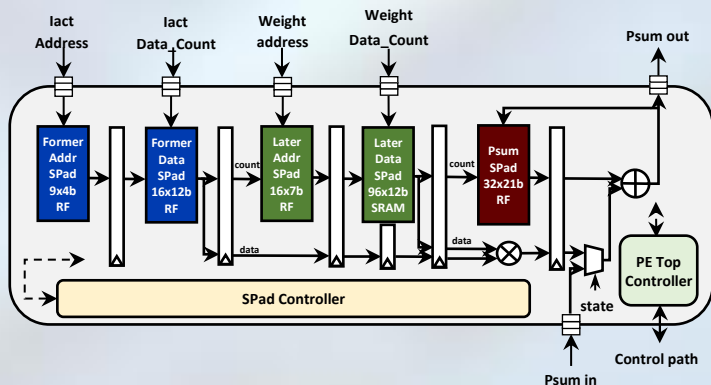 Iact
Address
Iact
Data_Count
Weight
address
Weight
Data_Count
Psum out
Former
Addr
SPad
9x4b
RF
Former
Data
SPad
16x12b
RF
count
Later
Addr
SPad
16x7b
RF
Later
Data
SPad
96x12b
SRAM
count
Psum
SPad
32x21b
RF
data
data
PE Top
Controller
SPad Controller
state
Psum in
Control path